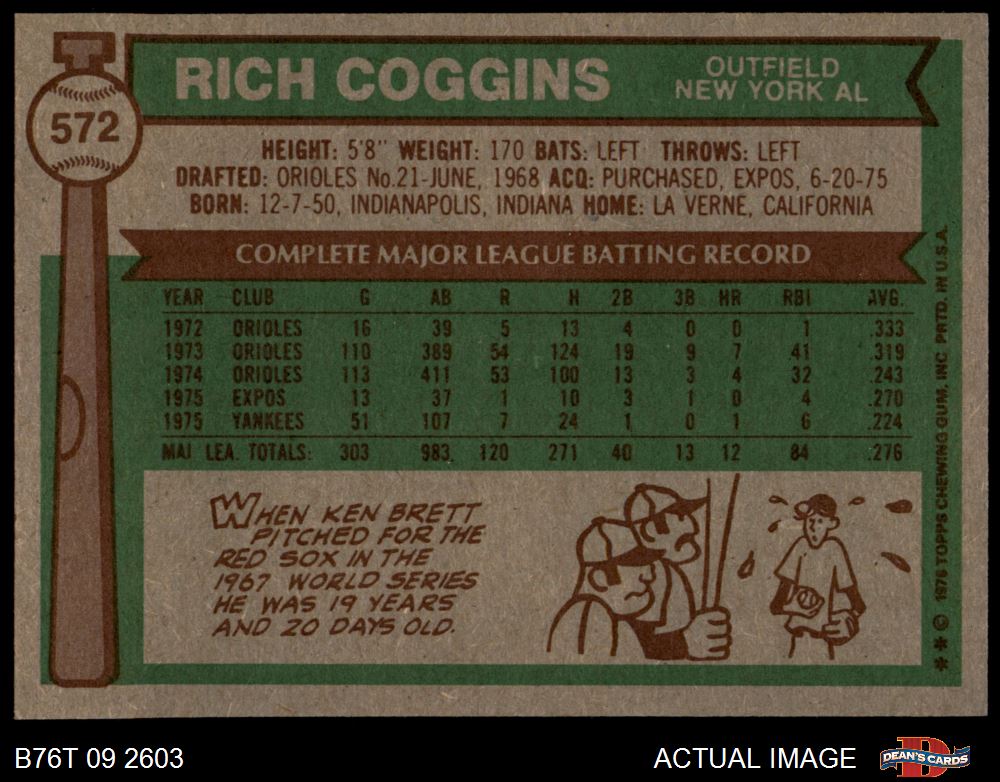 572
RICH COGGINS
OUTFIELD
NEW YORK AL
HEIGHT: 5'8" WEIGHT: 170 BATS: LEFT THROWS: LEFT
DRAFTED: ORIOLES No.21-JUNE, 1968 ACQ: PURCHASED, EXPOS, 6-20-75
BORN: 12-7-50, INDIANAPOLIS, INDIANA HOME: LA VERNE, CALIFORNIA
COMPLETE MAJOR LEAGUE BATTING RECORD
YEAR CLUB G AB R H 2B 3B HR RBI AVG.
1972 ORIOLES 16 39 5 13 4 0 0 1 .333
1973 ORIOLES 110 389 54 124 19 9 7 41 .319
1974 ORIOLES 113 411 53 100 13 3 4 32 .243
1975 EXPOS 13 37 1 10 3 1 0 4 .270
1975 YANKEES 51 107 7 24 1 0 1 6 .224
MAJ. LEA. TOTALS: 303 983 120 271 40 13 12 84 .276
WHEN KEN BRETT
PITCHED FOR THE
RED SOX IN THE
1967 WORLD SERIES
HE WAS 19 YEARS
AND 20 DAYS OLD.
** © 1976 TOPPS CHEWING GUM, INC. PRTD. IN U.S.A.
B76T 09 2603
ACTUAL IMAGE
D
DEAN'S CARDS